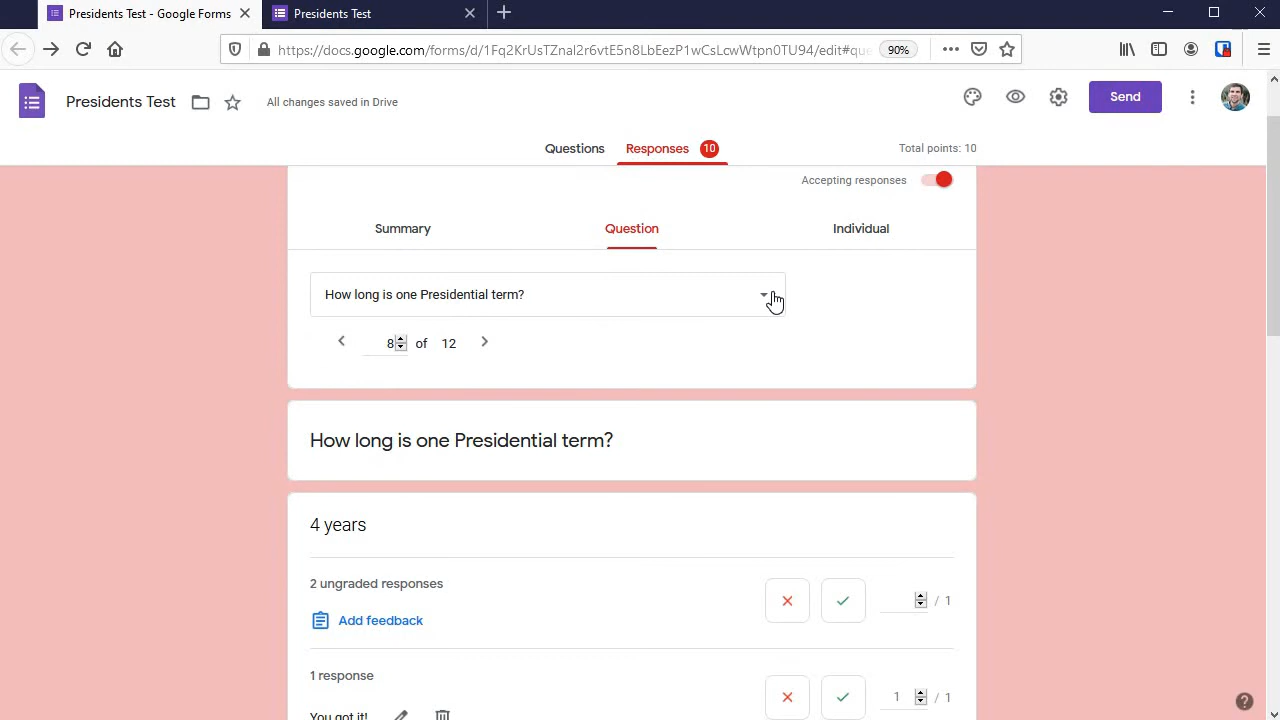 Presidents Test - Google Forms
Presidents Test
https://docs.google.com/forms/d/1Fq2KrUsTZnal2r6vtE5n8LbEezP1wCsLcwWtpn0TU94/edit#que
90%
Presidents Test
All changes saved in Drive
Send
Questions
Responses
10
Total points: 10
Accepting responses
Summary
Question
Individual
How long is one Presidential term?
8 of 12
How long is one Presidential term?
4 years
2 ungraded responses
/ 1
Add feedback
1 response
1 / 1
You got it!